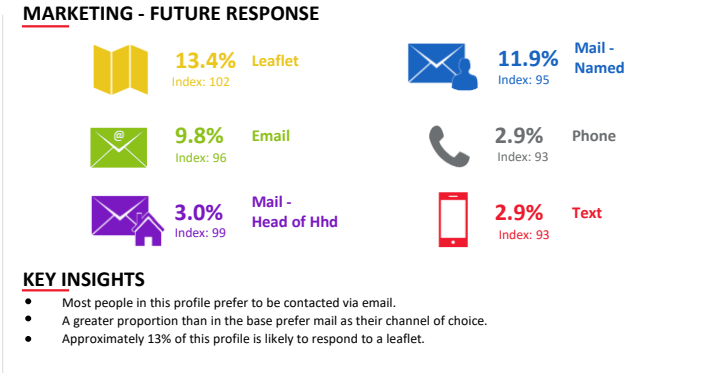 MARKETING - FUTURE RESPONSE
13.4% Leaflet
Index: 102
11.9% Mail -
Named
Index: 95
@
9.8% Email
Index: 96
2.9% Phone
Index: 93
3.0% Mail -
Head of Hhd
Index: 99
2.9% Text
Index: 93
KEY INSIGHTS
• Most people in this profile prefer to be contacted via email.
• A greater proportion than in the base prefer mail as their channel of choice.
• Approximately 13% of this profile is likely to respond to a leaflet.